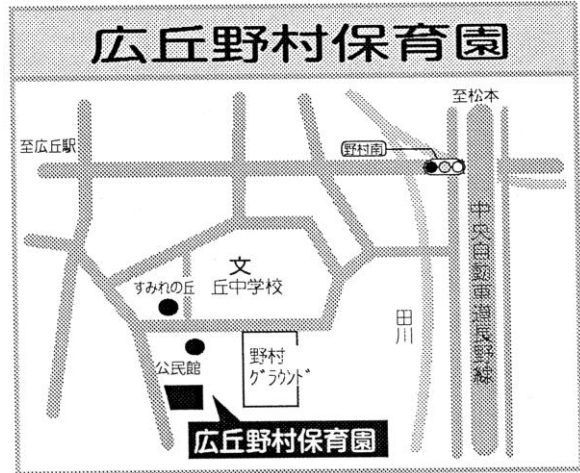 広丘野村保育園
至松本
至広丘駅
野村南
中央自動車道長野線
文
丘中学校
すみれの丘
田川
公民館
野村
グラウンド
広丘野村保育園